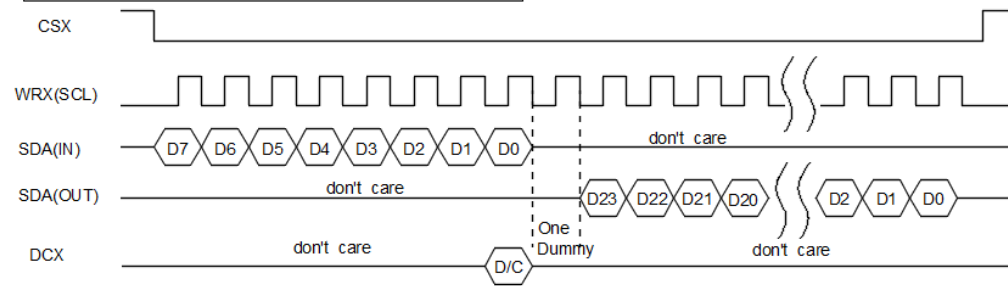 CSX
WRX(SCL)
SDA(IN) D7 D6 D5 D4 D3 D2 D1 D0 don't care
SDA(OUT) don't care D23 D22 D21 D20 D2 D1 D0
One
Dummy
DCX don't care D/C don't care